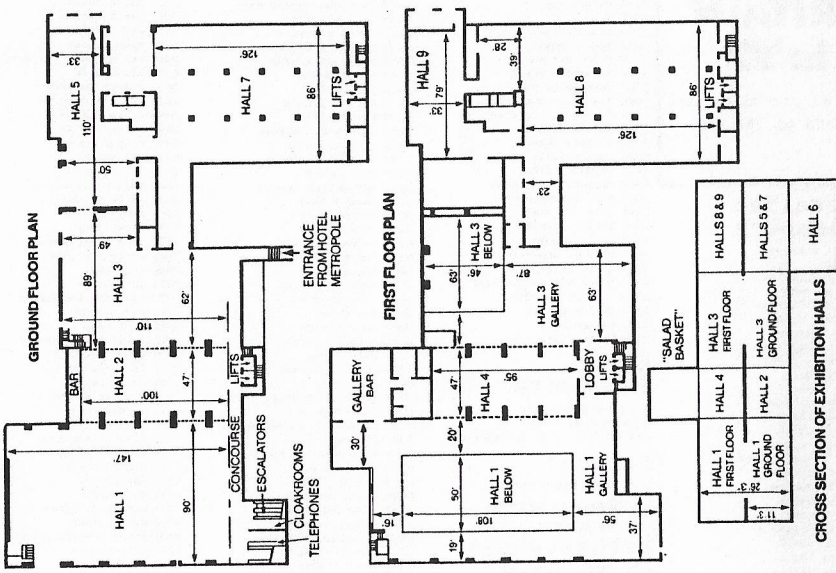 GROUND FLOOR PLAN
33'
HALL 5
110'
50'
49'
89'
HALL 3
110'
62'
BAR
HALL 2
100'
47'
LIFTS
147'
HALL 1
90'
CONCOURSE
ESCALATORS
CLOAKROOMS
TELEPHONES
ENTRANCE
FROM HOTEL
METROPOLE
126'
HALL 7
86'
LIFTS
FIRST FLOOR PLAN
HALL 9
79'
33'
28'
39'
HALL 8
126'
86'
LIFTS
23'
HALL 3
BELOW
63'
46'
87'
HALL 3
GALLERY
63'
GALLERY
BAR
30'
HALL 4
47'
95'
LOBBY
LIFTS
20'
HALL 1
BELOW
50'
108'
16'
19'
HALL 1
GALLERY
56'
37'
"SALAD
BASKET"
HALL 1
FIRST FLOOR
HALL 4
HALL 3
FIRST FLOOR
HALLS 8 & 9
HALL 1
GROUND
FLOOR
HALL 2
HALL 3
GROUND FLOOR
HALLS 5 & 7
HALL 6
26'3"
11'3"
CROSS SECTION OF EXHIBITION HALLS